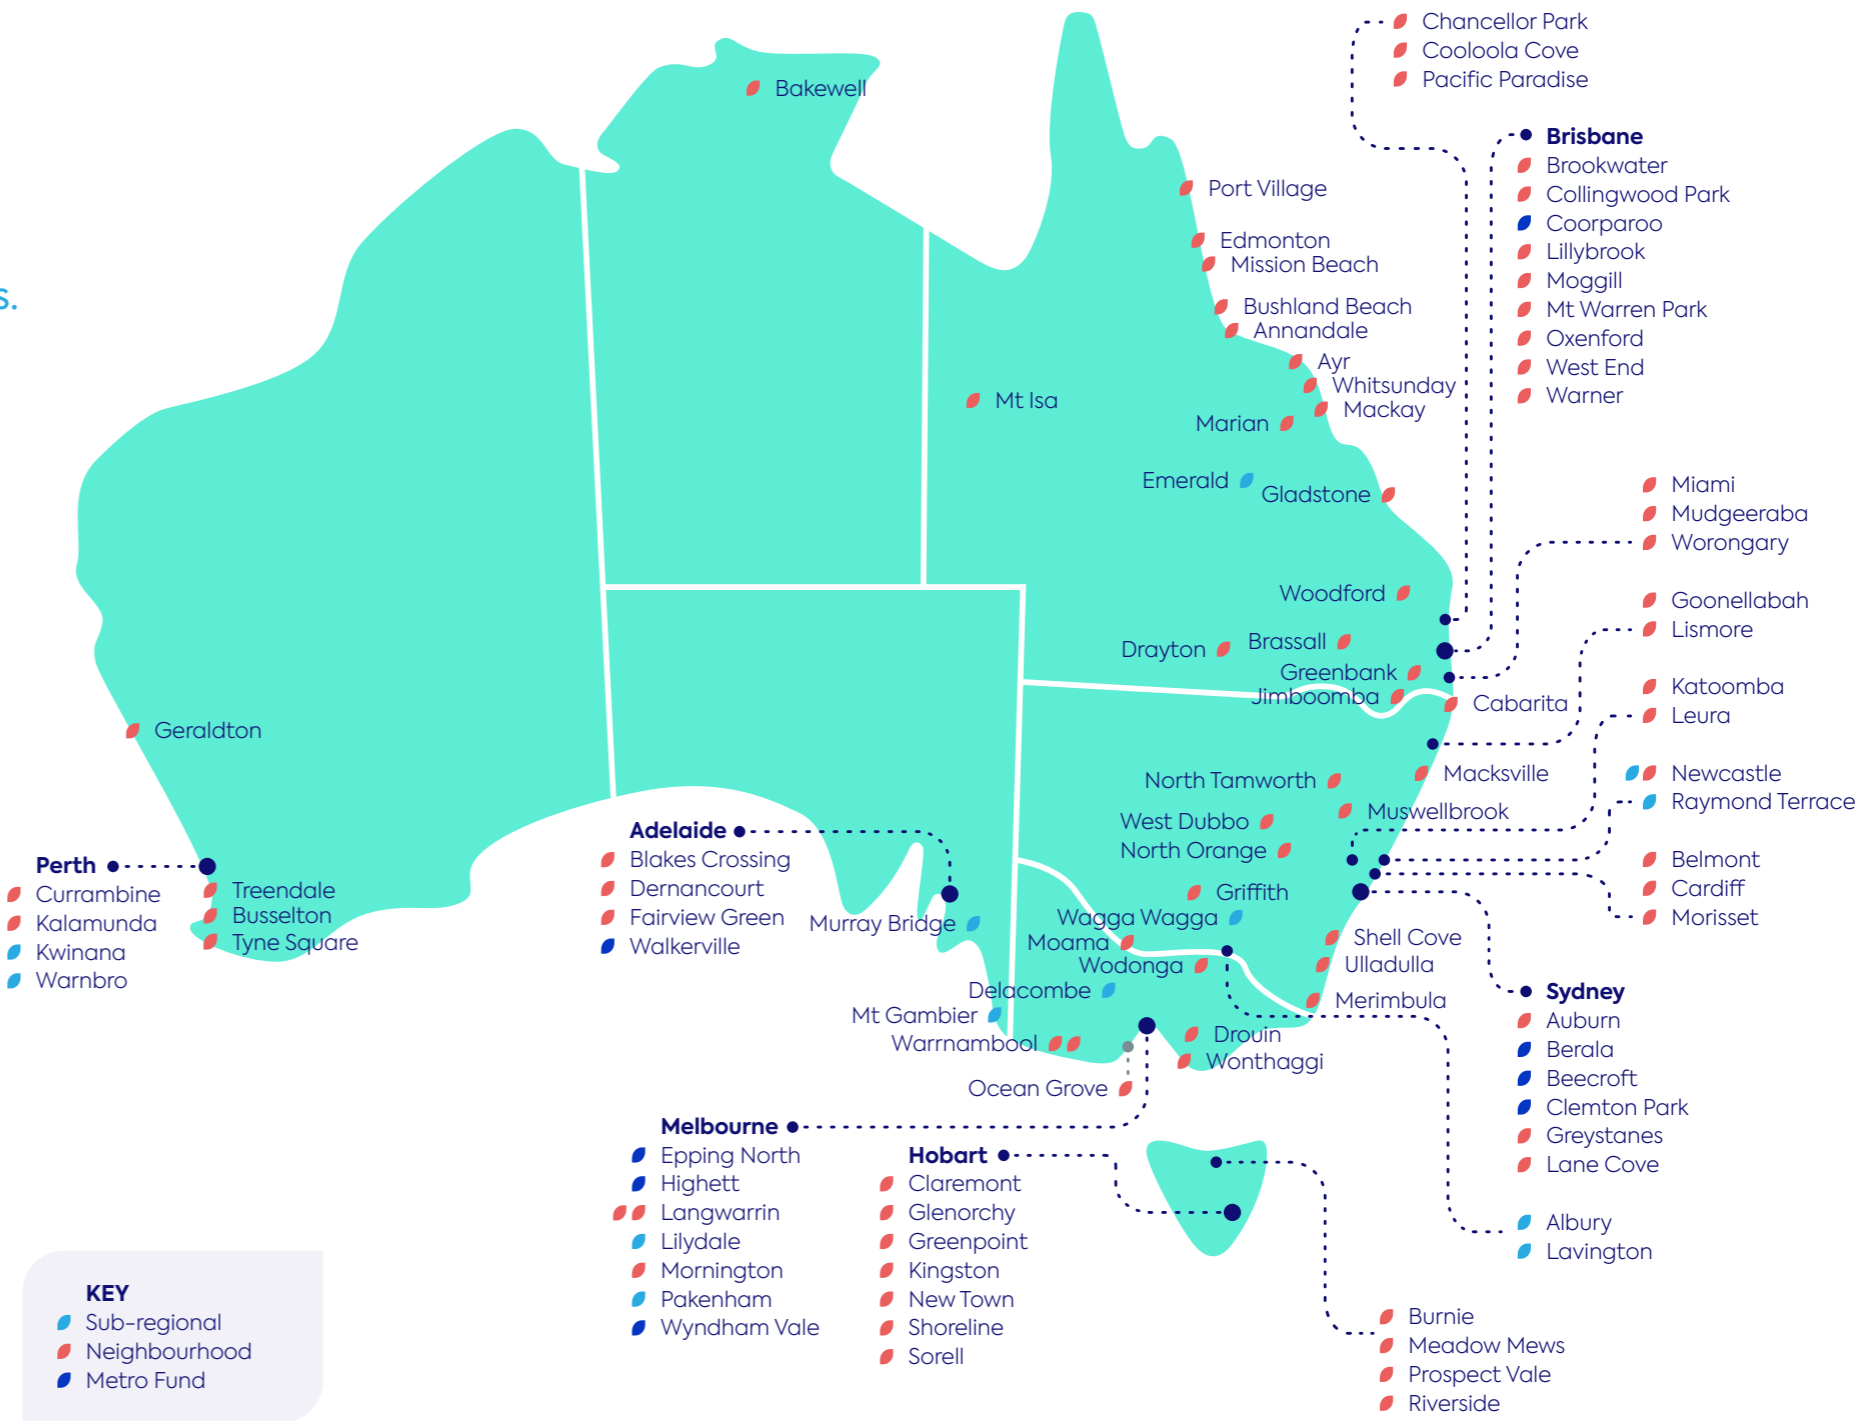 s.
Bakewell
Port Village
Edmonton
Mission Beach
Bushland Beach
Annandale
Ayr
Whitsunday
Mackay
Marian
Mt Isa
Emerald
Gladstone
Woodford
Drayton
Brassall
Greenbank
Jimboomba
Cabarita
Chancellor Park
Cooloola Cove
Pacific Paradise
Brisbane
Brookwater
Collingwood Park
Coorparoo
Lillybrook
Moggill
Mt Warren Park
Oxenford
West End
Warner
Miami
Mudgeeraba
Worongary
Goonellabah
Lismore
Katoomba
Leura
Newcastle
Raymond Terrace
Belmont
Cardiff
Morisset
Macksville
North Tamworth
Muswellbrook
West Dubbo
North Orange
Griffith
Wagga Wagga
Moama
Wodonga
Shell Cove
Ulladulla
Merimbula
Delacombe
Mt Gambier
Warrnambool
Drouin
Wonthaggi
Ocean Grove
Geraldton
Perth
Currambine
Kalamunda
Kwinana
Warnbro
Treendale
Busselton
Tyne Square
Adelaide
Blakes Crossing
Dernancourt
Fairview Green
Walkerville
Murray Bridge
Sydney
Auburn
Berala
Beecroft
Clemton Park
Greystanes
Lane Cove
Albury
Lavington
Melbourne
Epping North
Highett
Langwarrin
Lilydale
Mornington
Pakenham
Wyndham Vale
Hobart
Claremont
Glenorchy
Greenpoint
Kingston
New Town
Shoreline
Sorell
Burnie
Meadow Mews
Prospect Vale
Riverside
KEY
Sub-regional
Neighbourhood
Metro Fund